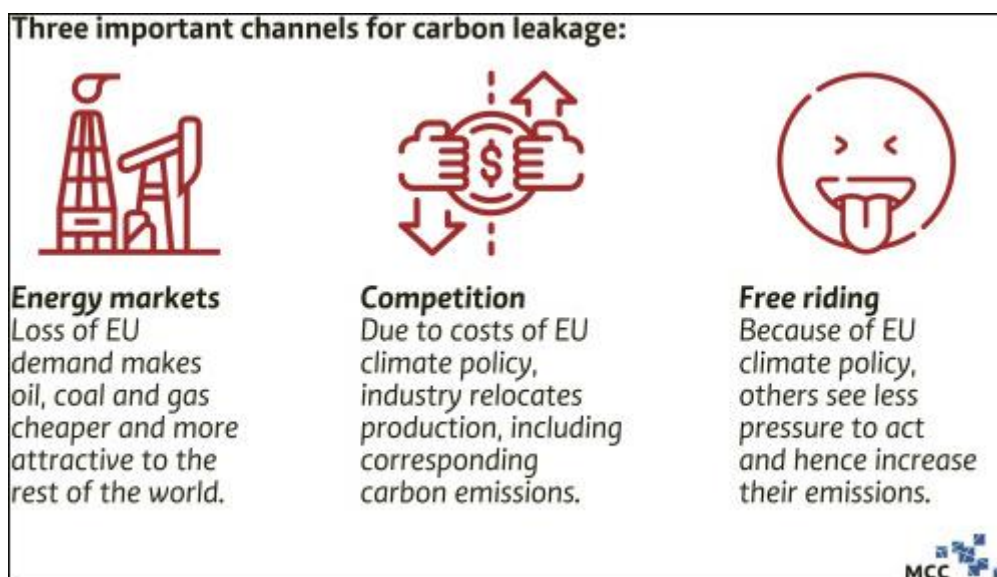 Three important channels for carbon leakage:
$
Energy markets
Loss of EU
demand makes
oil, coal and gas
cheaper and more
attractive to the
rest of the world.
Competition
Due to costs of EU
climate policy,
industry relocates
production, including
corresponding
carbon emissions.
Free riding
Because of EU
climate policy,
others see less
pressure to act
and hence increase
their emissions.
MCC